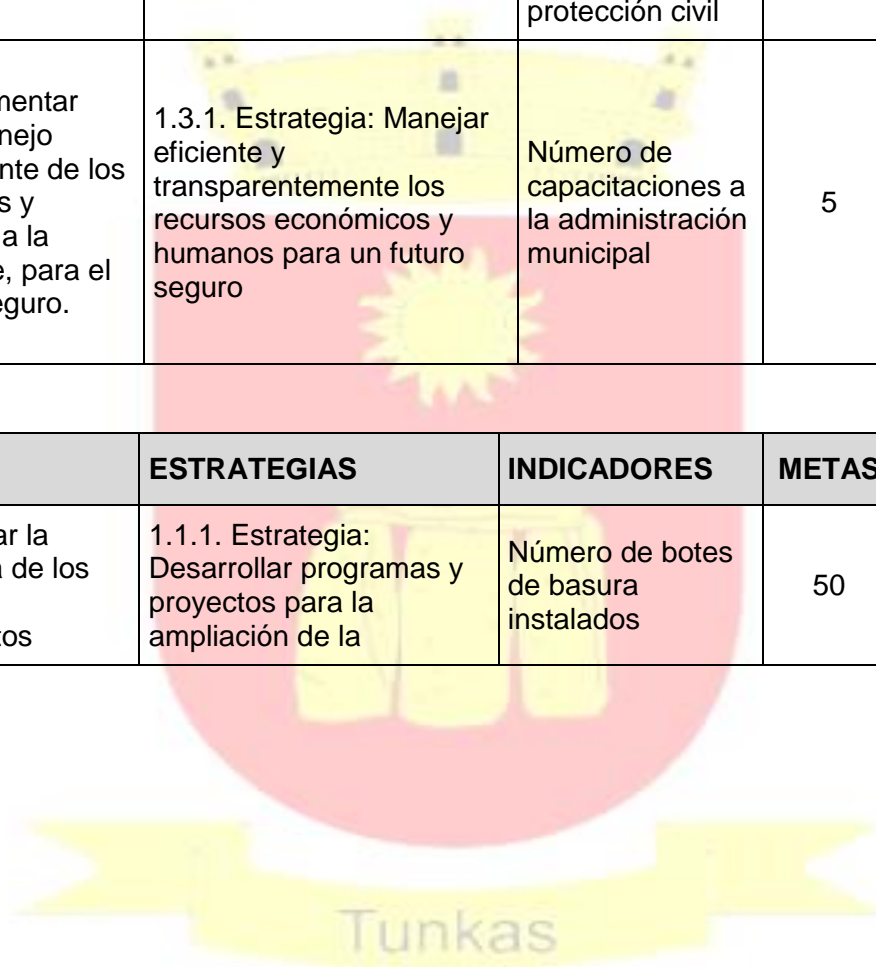 protección civil
mentar
nejo
nte de los
s y
a la
e, para el
eguro.
1.3.1. Estrategia: Manejar
eficiente y
transparentemente los
recursos económicos y
humanos para un futuro
seguro
Número de
capacitaciones a
la administración
municipal
5
ESTRATEGIAS
INDICADORES
METAS
ar la
a de los
tos
1.1.1. Estrategia:
Desarrollar programas y
proyectos para la
ampliación de la
Número de botes
de basura
instalados
50
Tunkas